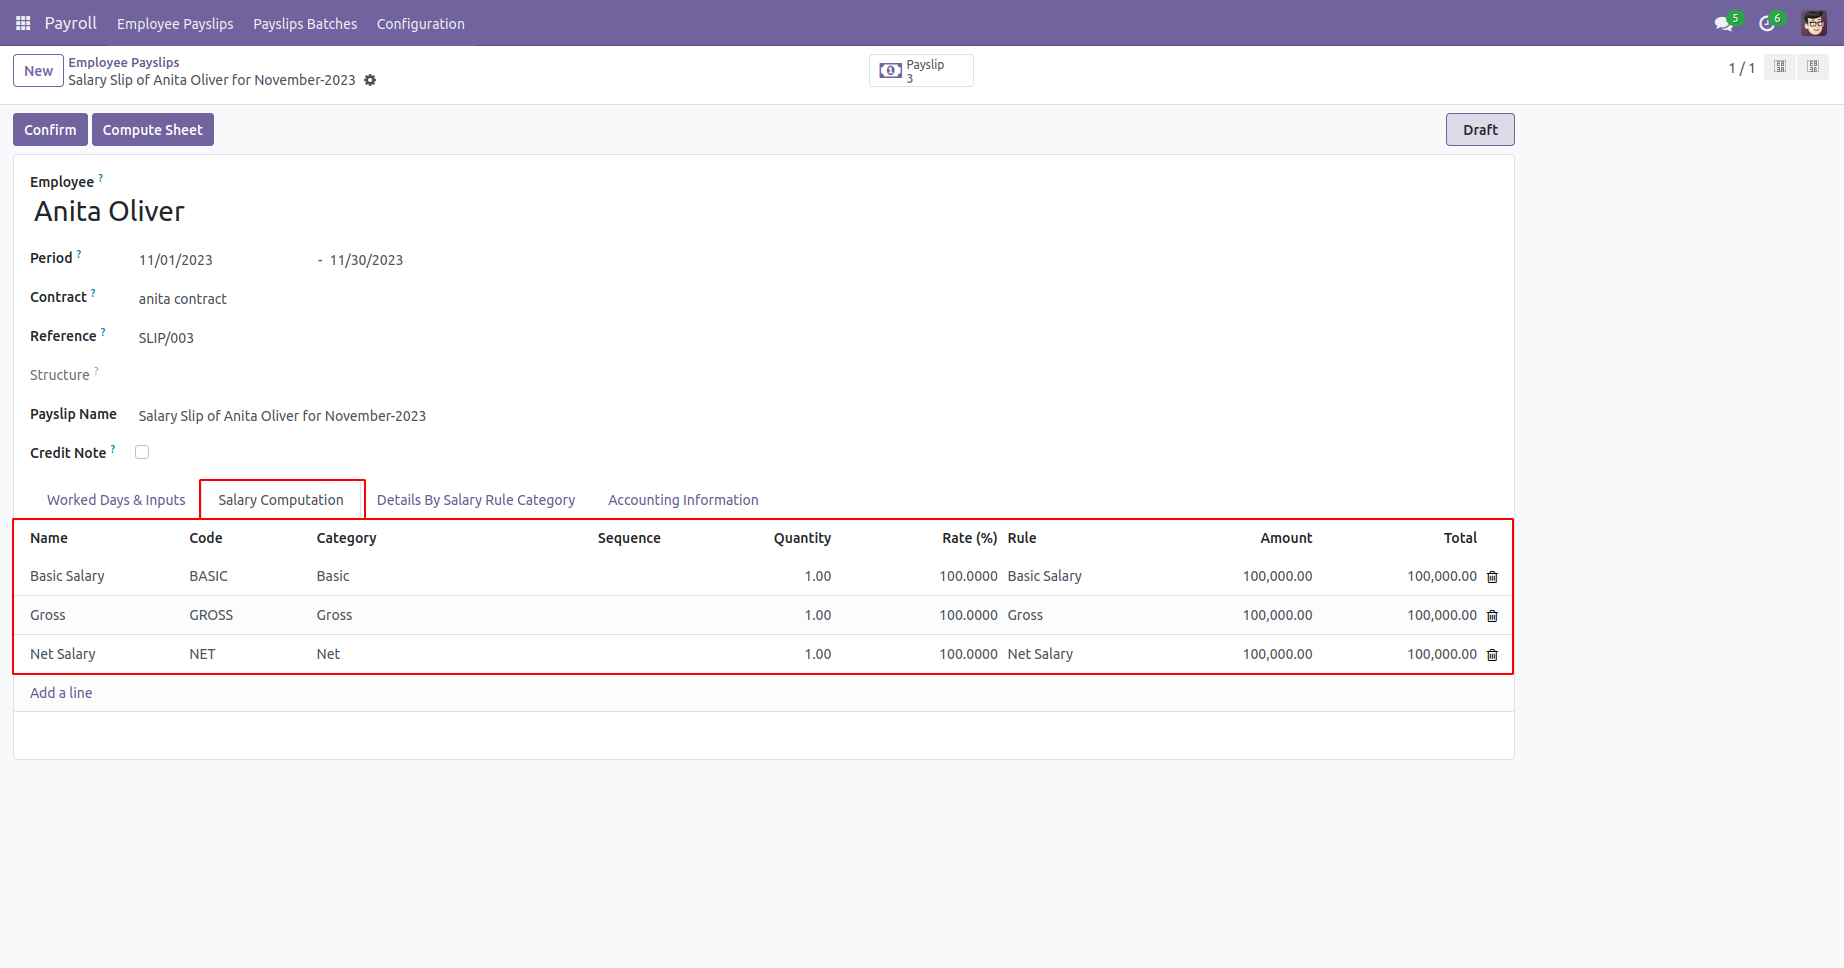 Payroll Employee Payslips Payslips Batches Configuration 5 6
New Employee Payslips
Salary Slip of Anita Oliver for November-2023
Payslip
3
1 / 1
Confirm Compute Sheet Draft
Employee ?
Anita Oliver
Period ? 11/01/2023 - 11/30/2023
Contract ? anita contract
Reference ? SLIP/003
Structure ?
Payslip Name Salary Slip of Anita Oliver for November-2023
Credit Note ?
Worked Days & Inputs Salary Computation Details By Salary Rule Category Accounting Information
Name Code Category Sequence Quantity Rate (%) Rule Amount Total
Basic Salary BASIC Basic 1.00 100.0000 Basic Salary 100,000.00 100,000.00
Gross GROSS Gross 1.00 100.0000 Gross 100,000.00 100,000.00
Net Salary NET Net 1.00 100.0000 Net Salary 100,000.00 100,000.00
Add a line